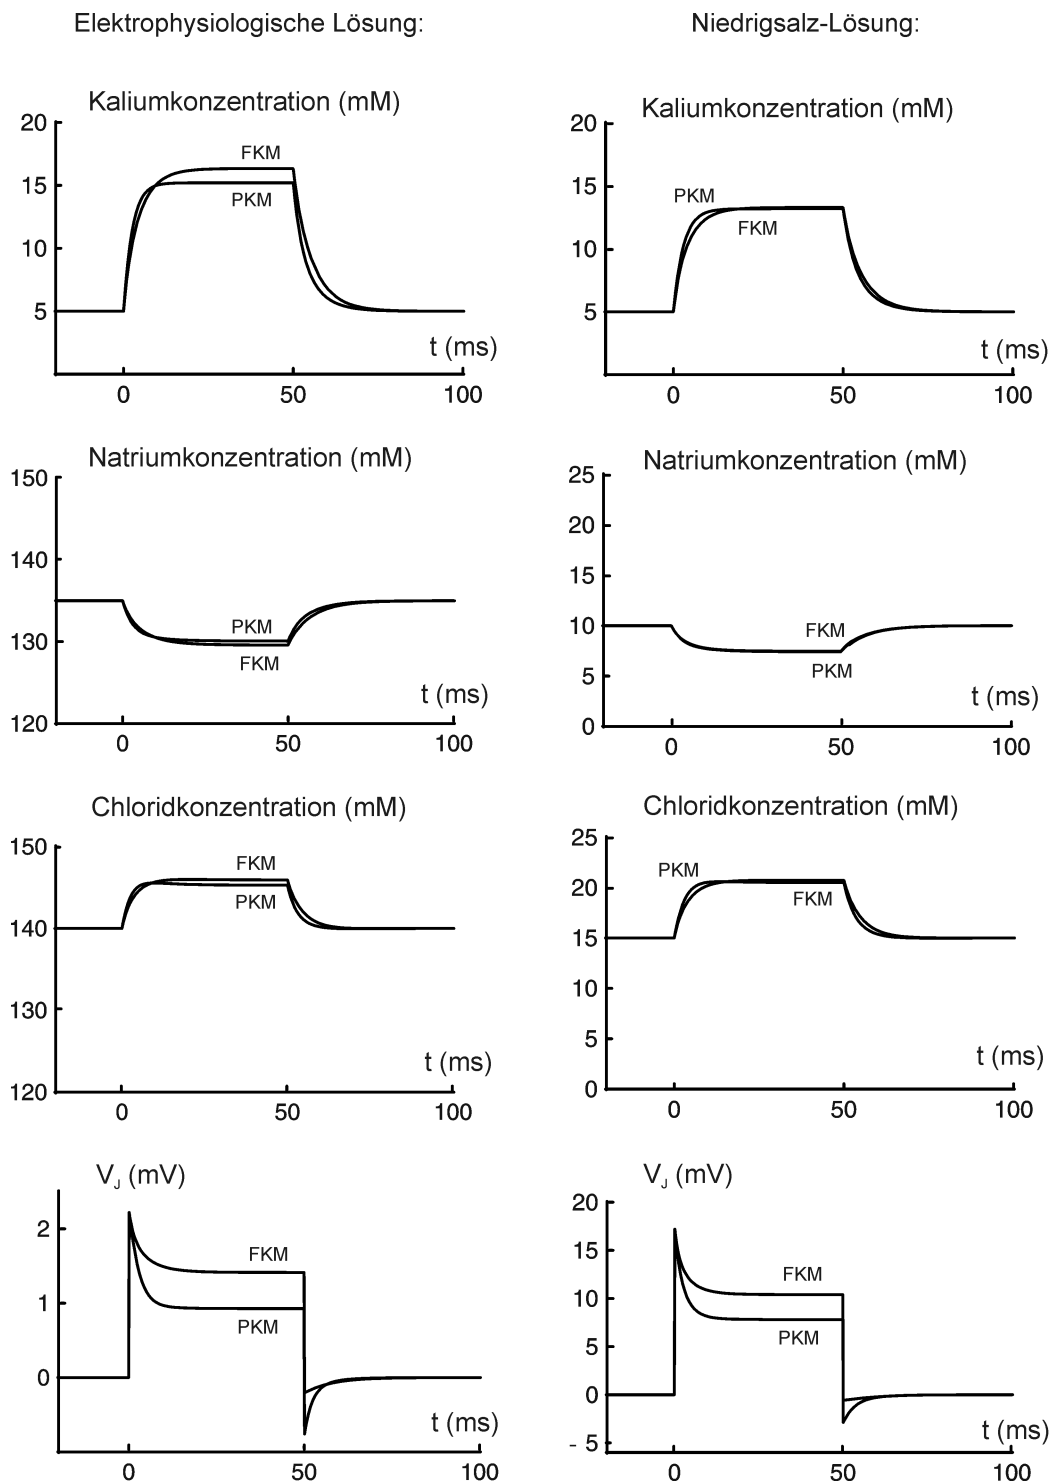 Elektrophysiologische Lösung:
Niedrigsalz-Lösung:
Kaliumkonzentration (mM)
20
15
10
5
FKM
PKM
t (ms)
0 50 100
Kaliumkonzentration (mM)
20
15
10
5
PKM
FKM
t (ms)
0 50 100
Natriumkonzentration (mM)
150
140
130
120
PKM
FKM
t (ms)
0 50 100
Natriumkonzentration (mM)
25
20
15
10
5
0
FKM
PKM
t (ms)
0 50 100
Chloridkonzentration (mM)
150
140
130
120
FKM
PKM
t (ms)
0 50 100
Chloridkonzentration (mM)
25
20
15
10
5
0
PKM
FKM
t (ms)
0 50 100
VJ (mV)
2
1
0
FKM
PKM
t (ms)
0 50 100
VJ (mV)
20
15
10
5
0
- 5
FKM
PKM
t (ms)
0 50 100